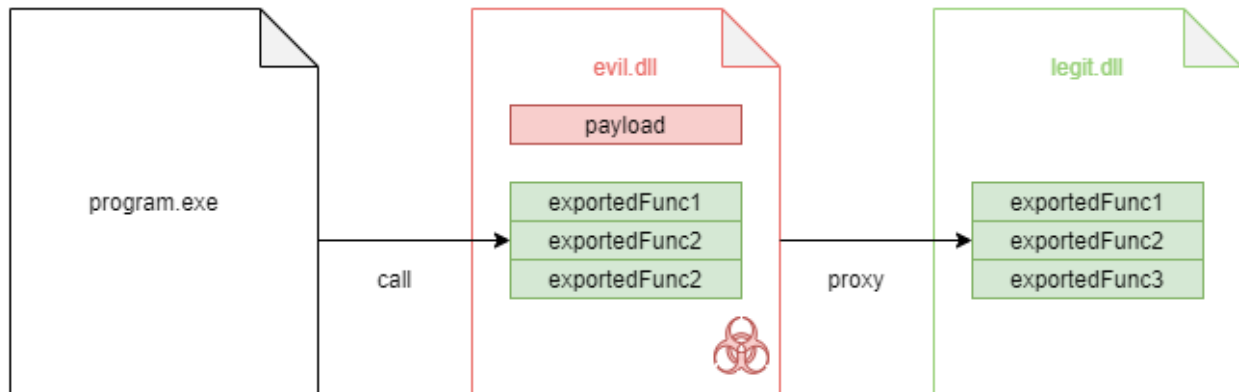 program.exe
call
evil.dll
payload
exportedFunc1
exportedFunc2
exportedFunc2
proxy
legit.dll
exportedFunc1
exportedFunc2
exportedFunc3